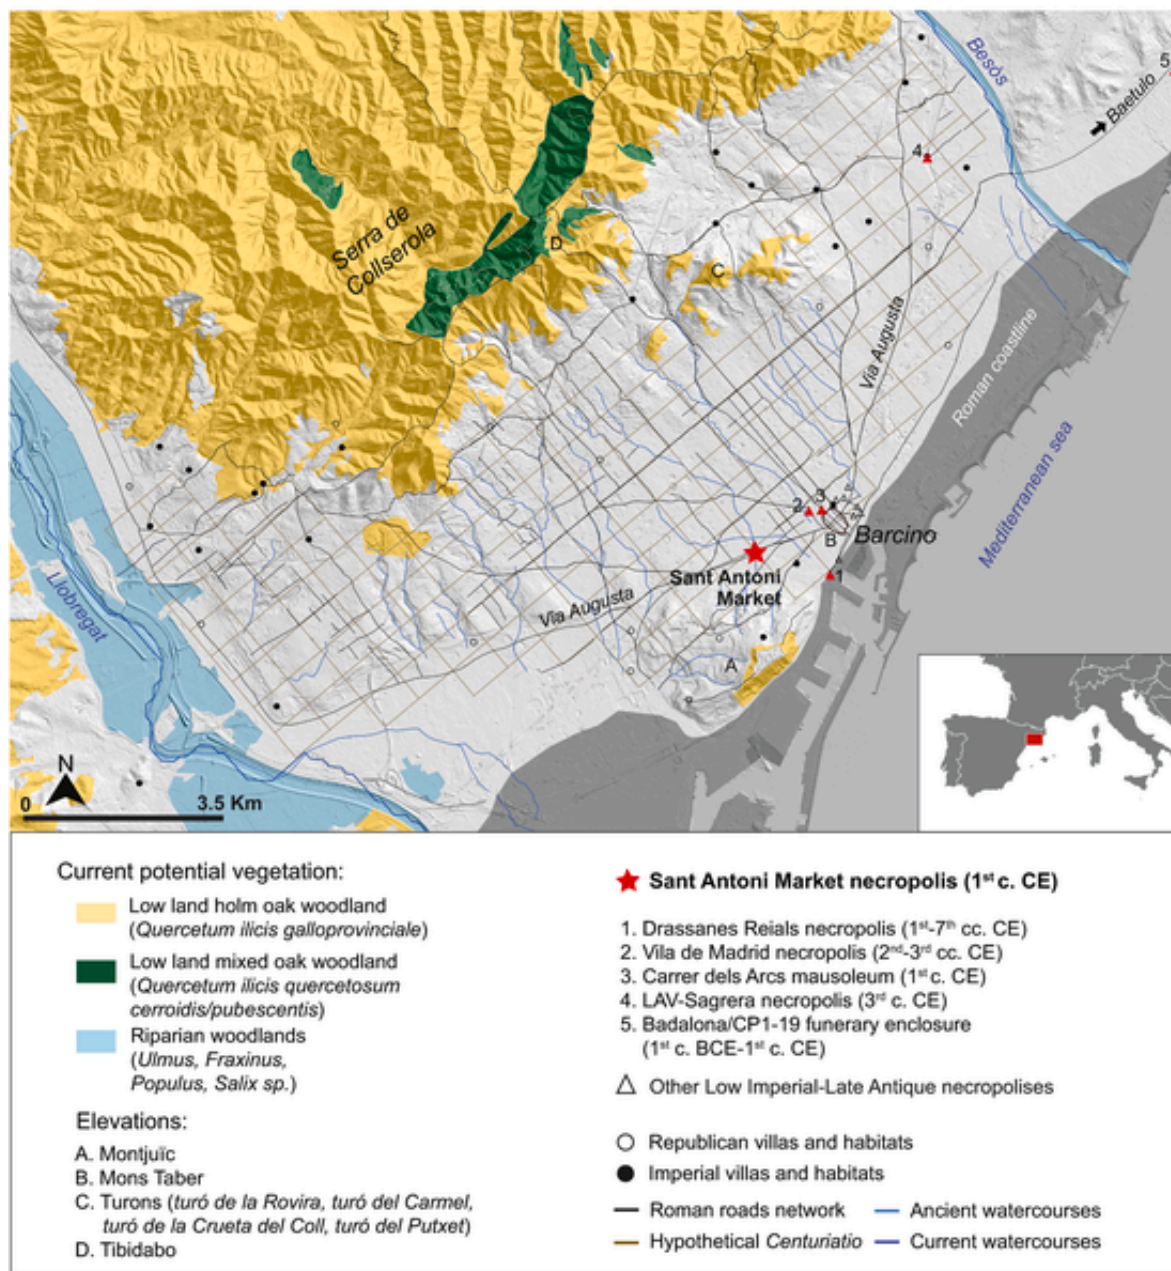 Besòs
5
Baetulo
4
Serra de
Collserola
D
C
Via Augusta
Roman coastline
Mediterranean sea
2
3
B
Barcino
Sant Antoni
Market
1
Via Augusta
Llobregat
A
N
0
3.5 Km
Current potential vegetation:
Low land holm oak woodland
(Quercetum ilicis galloprovinciale)
Low land mixed oak woodland
(Quercetum ilicis quercetosum
cerroidis/pubescentis)
Riparian woodlands
(Ulmus, Fraxinus,
Populus, Salix sp.)
Elevations:
A. Montjuïc
B. Mons Taber
C. Turons (turó de la Rovira, turó del Carmel,
turó de la Crueta del Coll, turó del Putxet)
D. Tibidabo
Sant Antoni Market necropolis (1st c. CE)
1. Drassanes Reials necropolis (1st-7th cc. CE)
2. Vila de Madrid necropolis (2nd-3rd cc. CE)
3. Carrer dels Arcs mausoleum (1st c. CE)
4. LAV-Sagrera necropolis (3rd c. CE)
5. Badalona/CP1-19 funerary enclosure
(1st c. BCE-1st c. CE)
Other Low Imperial-Late Antique necropolises
Republican villas and habitats
Imperial villas and habitats
Roman roads network
Ancient watercourses
Hypothetical Centuriatio
Current watercourses